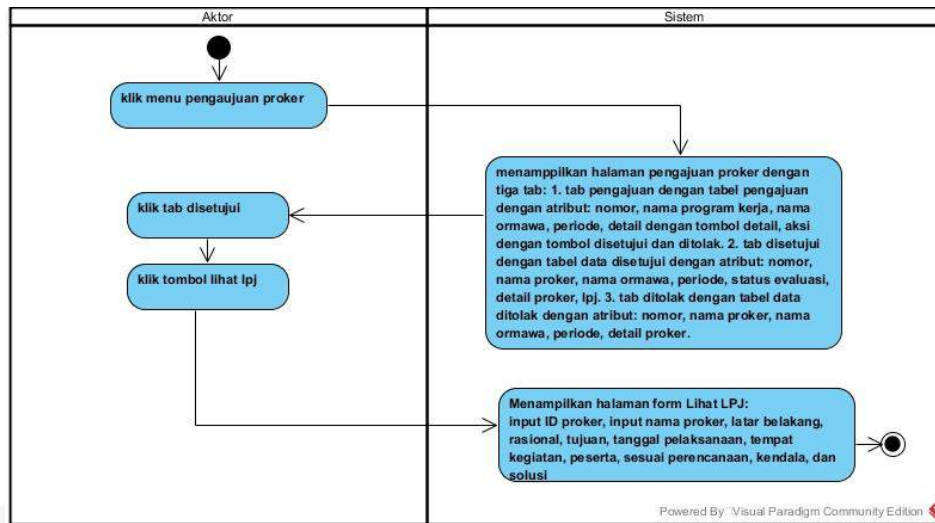 Aktor
Sistem
klik menu pengaujuan proker
menamppilkan halaman pengajuan proker dengan
tiga tab: 1. tab pengajuan dengan tabel pengajuan
dengan atribut: nomor, nama program kerja, nama
ormawa, periode, detail dengan tombol detail, aksi
dengan tombol disetujui dan ditolak. 2. tab disetujui
dengan tabel data disetujui dengan atribut: nomor,
nama proker, nama ormawa, periode, status evaluasi,
detail proker, lpj. 3. tab ditolak dengan tabel data
ditolak dengan atribut: nomor, nama proker, nama
ormawa, periode, detail proker.
klik tab disetujui
klik tombol lihat lpj
Menampilkan halaman form Lihat LPJ:
input ID proker, input nama proker, latar belakang,
rasional, tujuan, tanggal pelaksanaan, tempat
kegiatan, peserta, sesuai perencanaan, kendala, dan
solusi
Powered By Visual Paradigm Community Edition